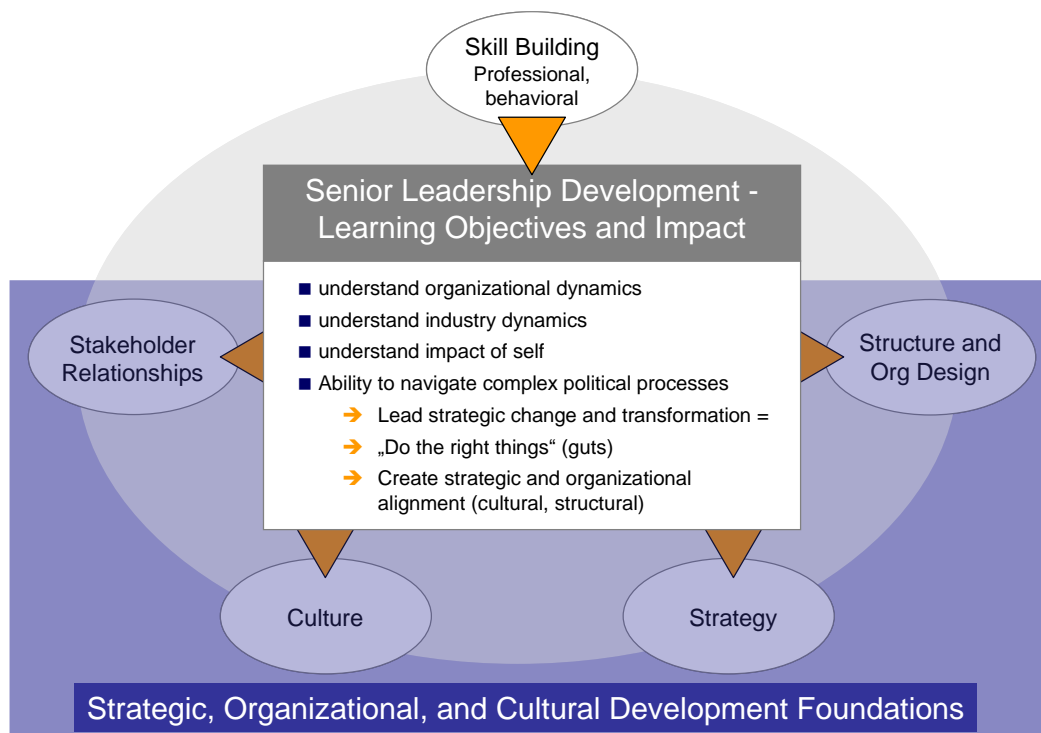 Skill Building
Professional,
behavioral
Senior Leadership Development -
Learning Objectives and Impact
understand organizational dynamics
understand industry dynamics
understand impact of self
Ability to navigate complex political processes
➔ Lead strategic change and transformation =
➔ „Do the right things“ (guts)
➔ Create strategic and organizational
alignment (cultural, structural)
Stakeholder
Relationships
Structure and
Org Design
Culture
Strategy
Strategic, Organizational, and Cultural Development Foundations